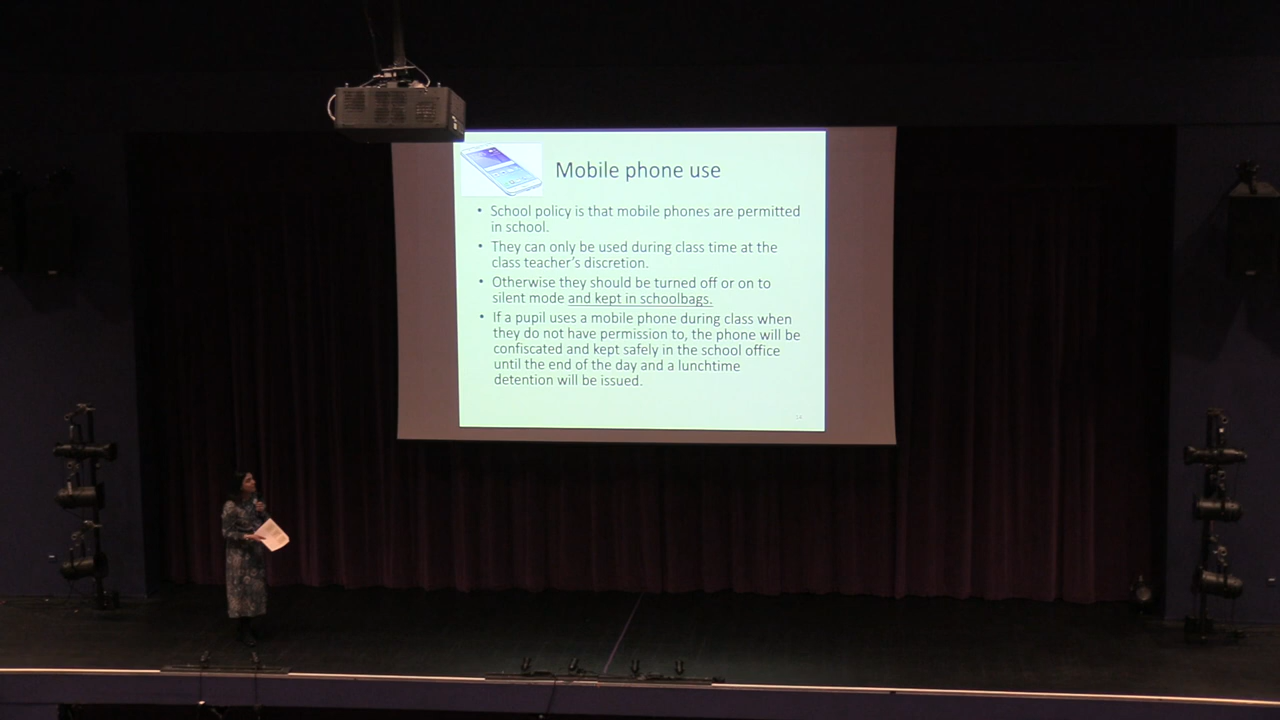 Mobile phone use
• School policy is that mobile phones are permitted
in school.
• They can only be used during class time at the
class teacher's discretion.
• Otherwise they should be turned off or on to
silent mode and kept in schoolbags.
• If a pupil uses a mobile phone during class when
they do not have permission to, the phone will be
confiscated and kept safely in the school office
until the end of the day and a lunchtime
detention will be issued.